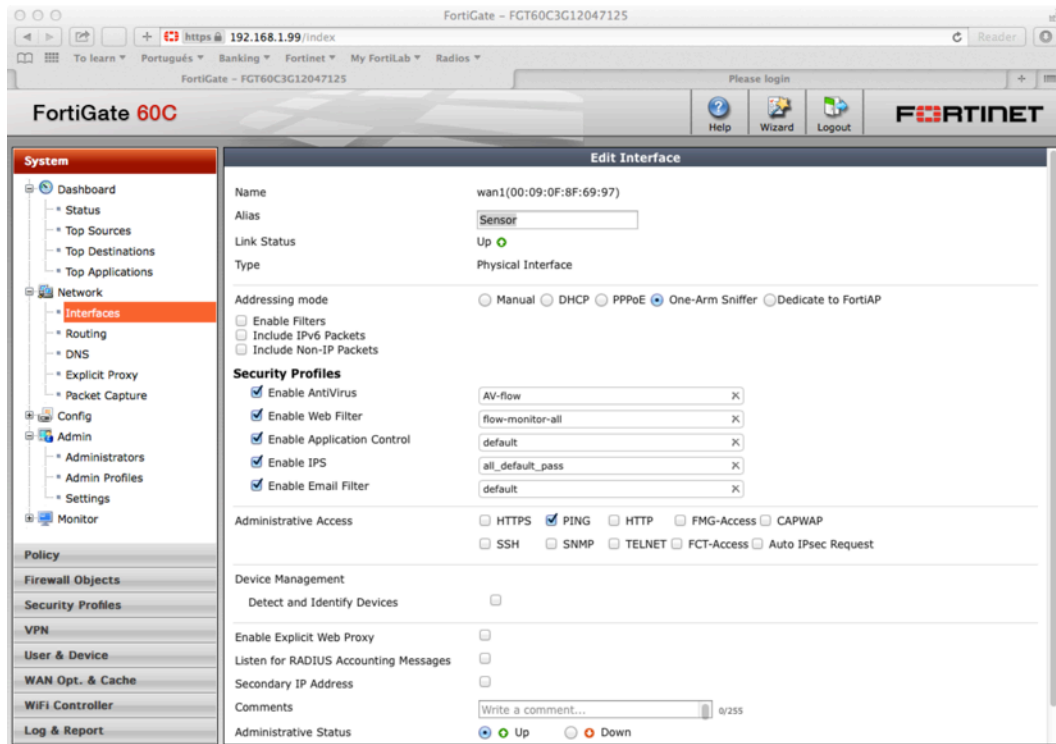 FortiGate – FGT60C3G12047125
https 192.168.1.99/index
Reader
To learn Português Banking Fortinet My FortiLab Radios
FortiGate – FGT60C3G12047125
Please login
FortiGate 60C
Help
Wizard
Logout
FORTINET
System
Dashboard
Status
Top Sources
Top Destinations
Top Applications
Network
Interfaces
Routing
DNS
Explicit Proxy
Packet Capture
Config
Admin
Administrators
Admin Profiles
Settings
Monitor
Policy
Firewall Objects
Security Profiles
VPN
User & Device
WAN Opt. & Cache
WiFi Controller
Log & Report
Edit Interface
Name wan1(00:09:0F:8F:69:97)
Alias Sensor
Link Status Up
Type Physical Interface
Addressing mode Manual DHCP PPPoE One-Arm Sniffer Dedicate to FortiAP
Enable Filters
Include IPv6 Packets
Include Non-IP Packets
Security Profiles
Enable AntiVirus AV-flow
Enable Web Filter flow-monitor-all
Enable Application Control default
Enable IPS all_default_pass
Enable Email Filter default
Administrative Access HTTPS PING HTTP FMG-Access CAPWAP
SSH SNMP TELNET FCT-Access Auto IPsec Request
Device Management
Detect and Identify Devices
Enable Explicit Web Proxy
Listen for RADIUS Accounting Messages
Secondary IP Address
Comments Write a comment... 0/255
Administrative Status Up Down